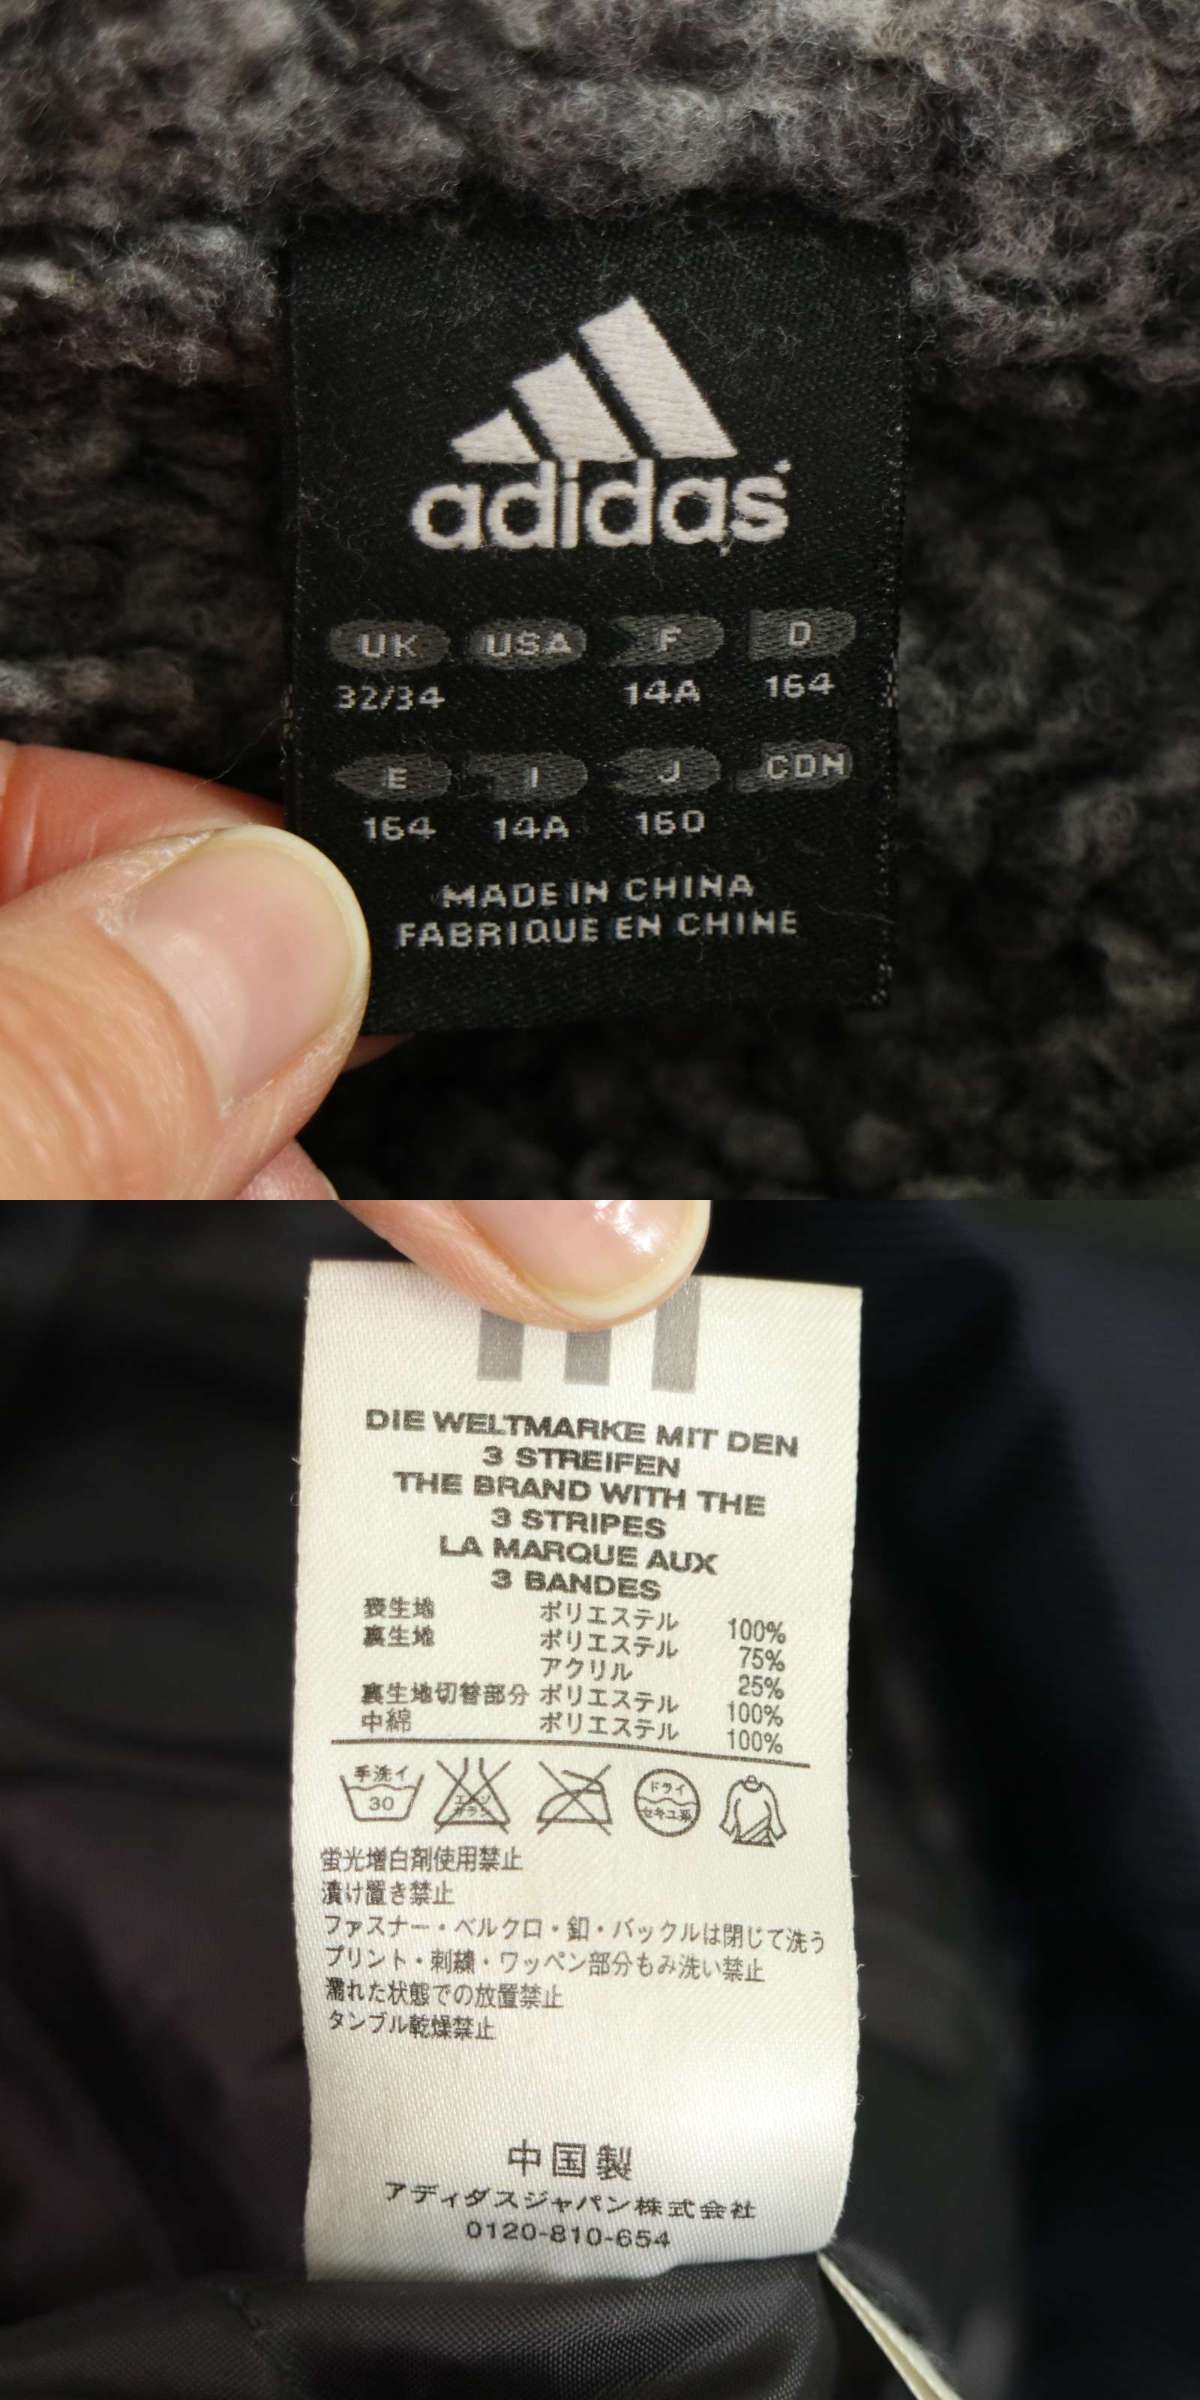 adidas
UK USA F D
32/34 14A 164
E I J CDN
164 14A 160
MADE IN CHINA
FABRIQUE EN CHINE
DIE WELTMARKE MIT DEN
3 STREIFEN
THE BRAND WITH THE
3 STRIPES
LA MARQUE AUX
3 BANDES
表生地 ポリエステル 100%
裏生地 ポリエステル 75%
アクリル 25%
裏生地切替部分 ポリエステル 100%
中綿 ポリエステル 100%
手洗イ
30
エンソ
サラシ
ドライ
セキユ系
蛍光増白剤使用禁止
漬け置き禁止
ファスナー・ベルクロ・釦・バックルは閉じて洗う
プリント・刺繍・ワッペン部分もみ洗い禁止
濡れた状態での放置禁止
タンブル乾燥禁止
中国製
アディダスジャパン株式会社
0120-810-654